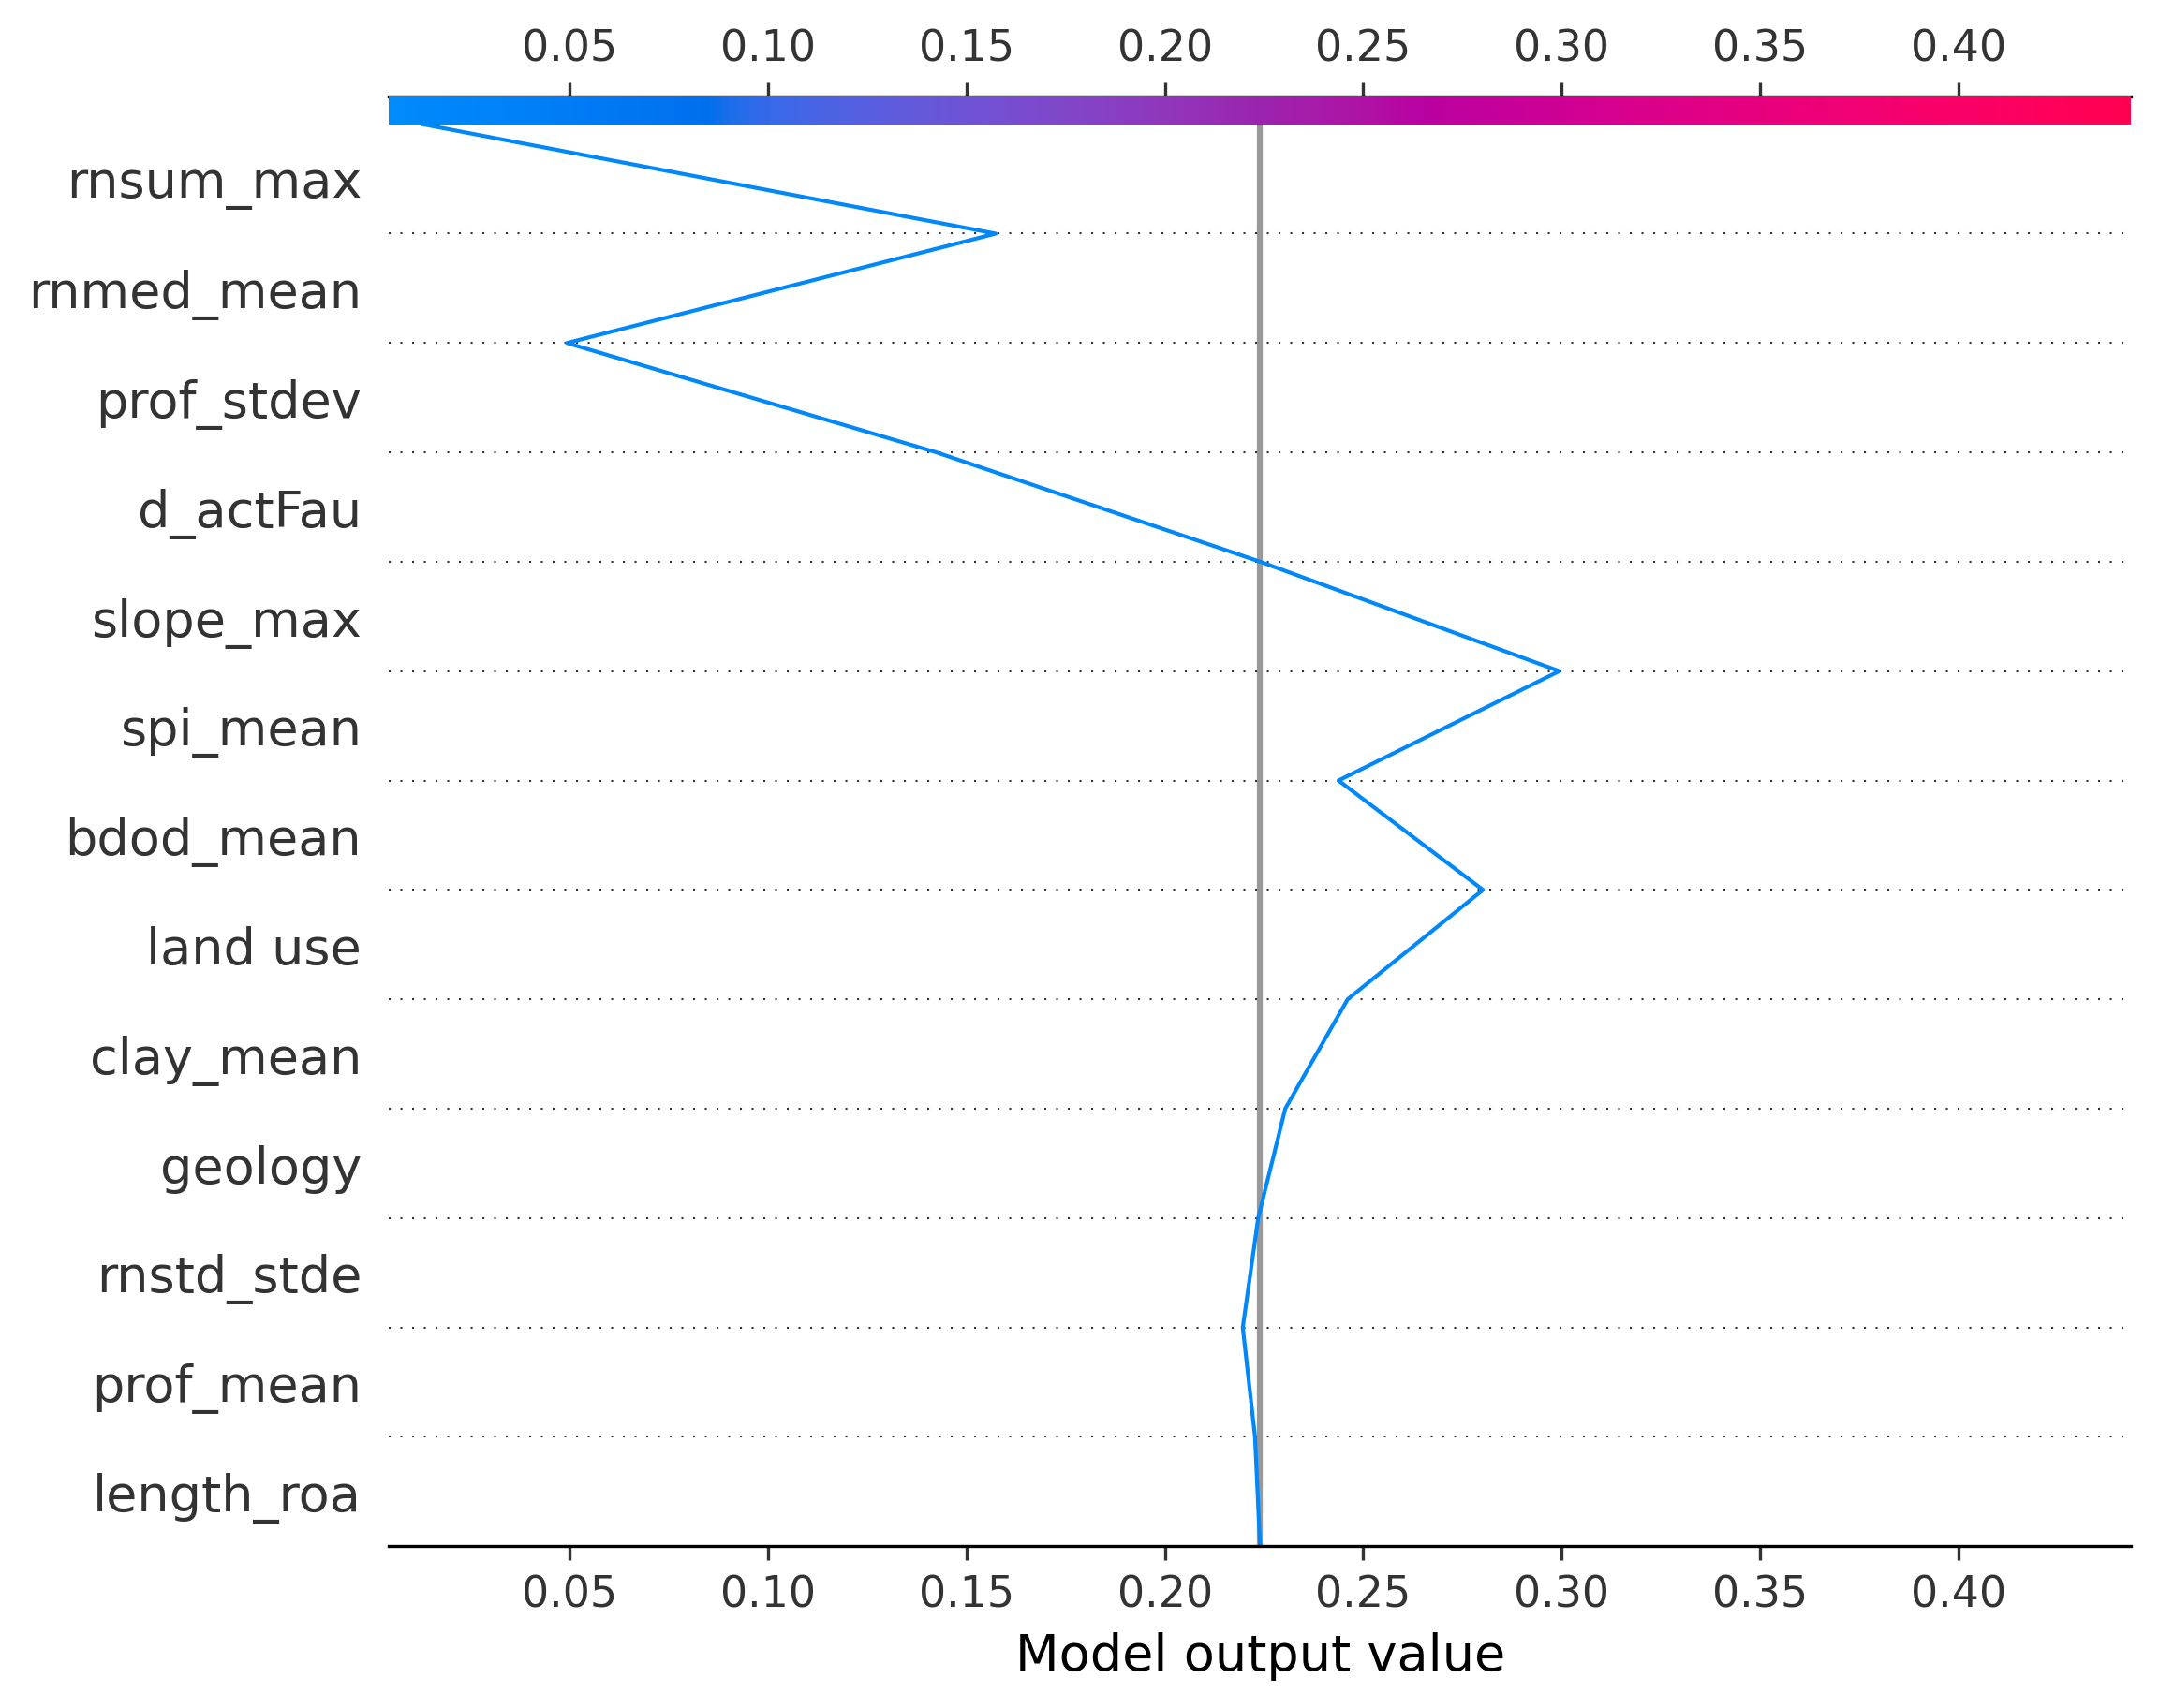 0.05 0.10 0.15 0.20 0.25 0.30 0.35 0.40
rnsum_max
rnmed_mean
prof_stdev
d_actFau
slope_max
spi_mean
bdod_mean
land use
clay_mean
geology
rnstd_stde
prof_mean
length_roa
0.05 0.10 0.15 0.20 0.25 0.30 0.35 0.40
Model output value